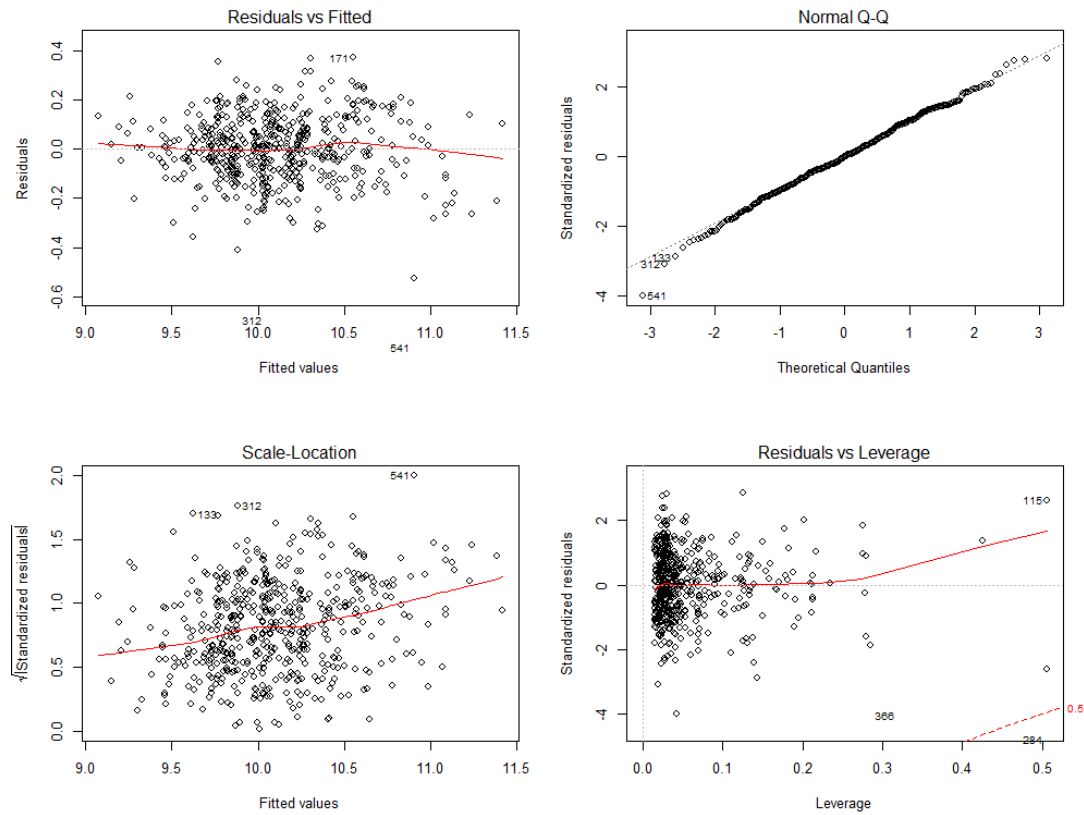 Residuals vs Fitted
Residuals
0.4
0.2
0.0
-0.2
-0.4
-0.6
171
312
541
9.0 9.5 10.0 10.5 11.0 11.5
Fitted values
Normal Q-Q
Standardized residuals
2
0
-2
-4
133
312
541
-3 -2 -1 0 1 2 3
Theoretical Quantiles
Scale-Location
√|Standardized residuals|
2.0
1.5
1.0
0.5
0.0
541
133
312
9.0 9.5 10.0 10.5 11.0 11.5
Fitted values
Residuals vs Leverage
Standardized residuals
2
0
-2
-4
115
366
0.5
284
0.0 0.1 0.2 0.3 0.4 0.5
Leverage